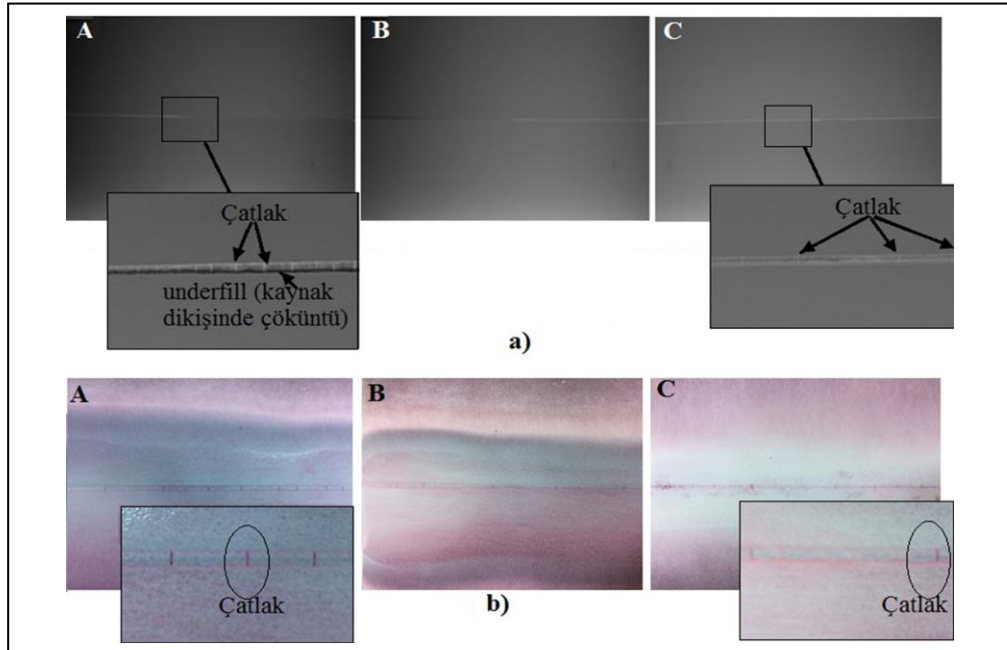 A
B
C
Çatlak
underfill (kaynak
dikişinde çöküntü)
Çatlak
a)
A
B
C
Çatlak
Çatlak
b)